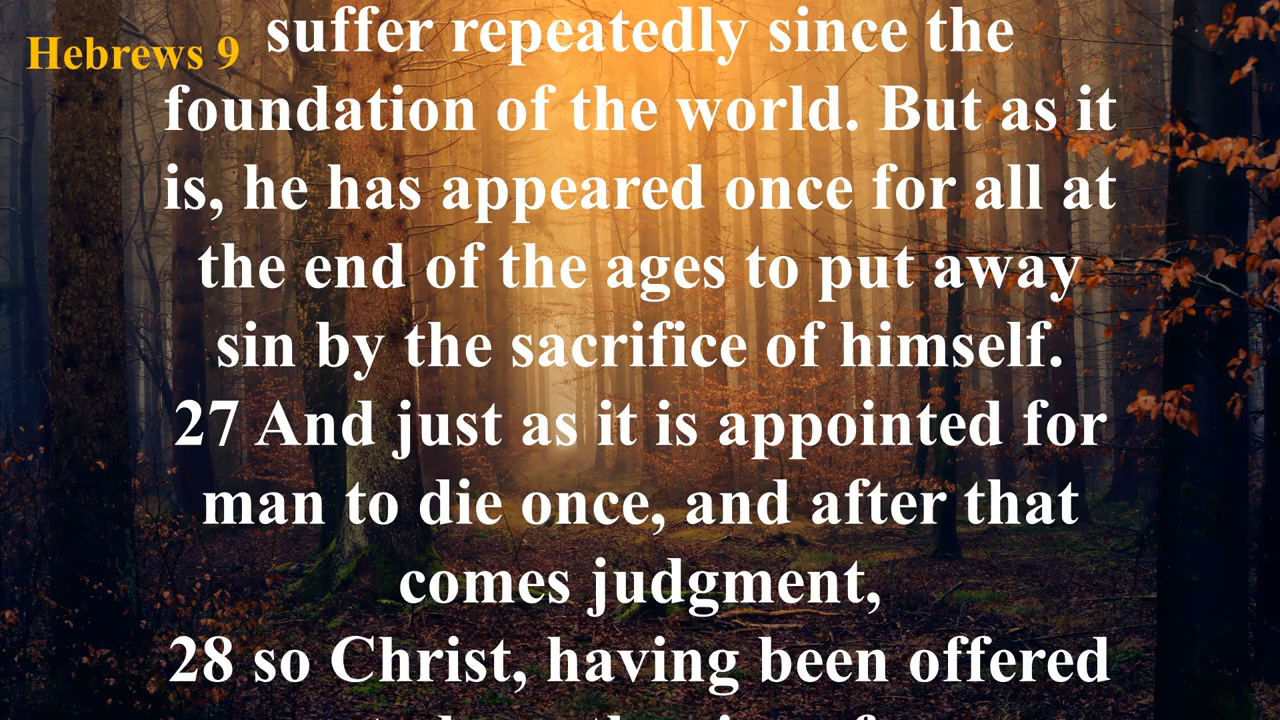 Hebrews 9
suffer repeatedly since the
foundation of the world. But as it
is, he has appeared once for all at
the end of the ages to put away
sin by the sacrifice of himself.
27 And just as it is appointed for
man to die once, and after that
comes judgment,
28 so Christ, having been offered